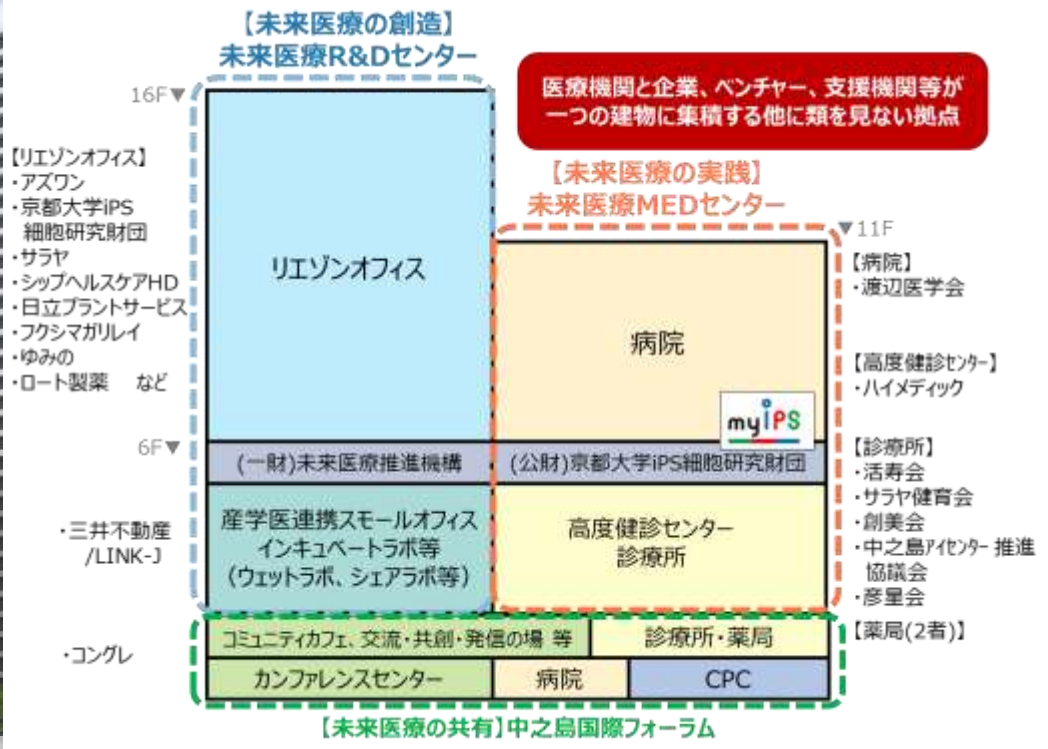 【未来医療の創造】
未来医療R&Dセンター
医療機関と企業、ベンチャー、支援機関等が
一つの建物に集積する他に類を見ない拠点
16F▼
【リエゾンオフィス】
・アズワン
・京都大学iPS
細胞研究財団
・サラヤ
・シップヘルスケアHD
・日立プラントサービス
・フクシマガリレイ
・ゆみの
・ロート製薬 など
リエゾンオフィス
【未来医療の実践】
未来医療MEDセンター
▼11F
病院
myiPS
【病院】
・渡辺医学会
【高度健診センター】
・ハイメディック
【診療所】
・活寿会
・サラヤ健育会
・創美会
・中之島アイセンター推進
協議会
・彦星会
【薬局(2者)】
6F▼
(一財)未来医療推進機構
(公財)京都大学iPS細胞研究財団
・三井不動産
/LINK-J
産学医連携スモールオフィス
インキュベートラボ等
(ウェットラボ、シェアラボ等)
高度健診センター
診療所
・コングレ
コミュニティカフェ、交流・共創・発信の場 等
診療所・薬局
カンファレンスセンター
病院
CPC
【未来医療の共有】中之島国際フォーラム